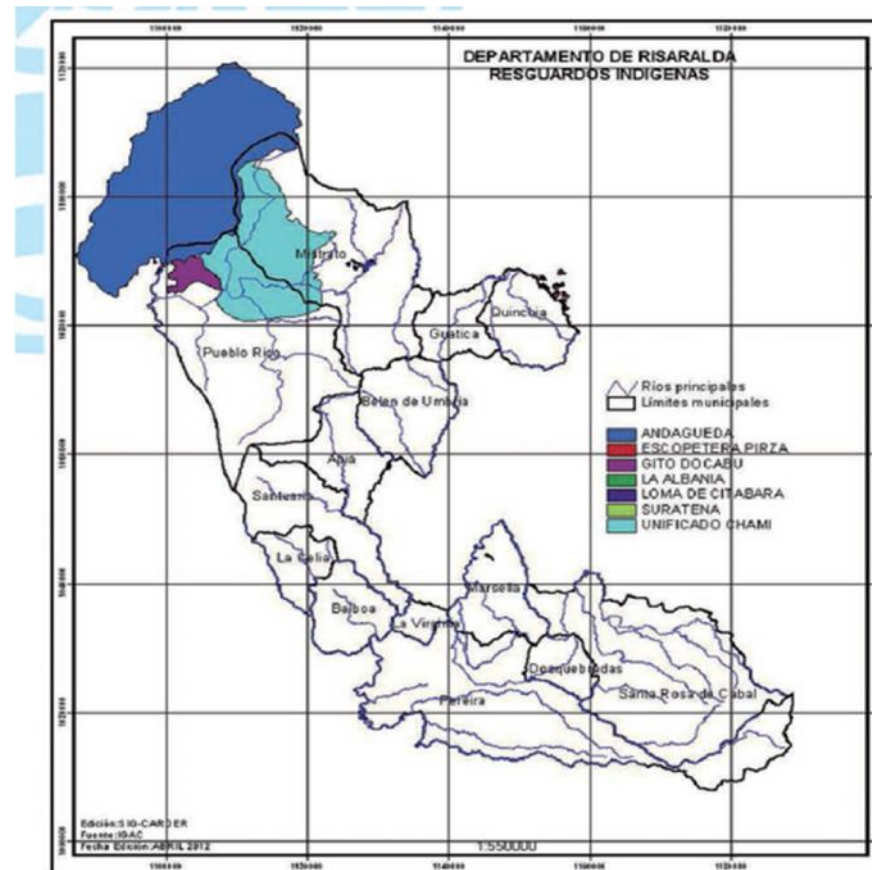 DEPARTAMENTO DE RISARALDA
RESGUARDOS INDIGENAS
Mistrato
Quinchia
Guatica
Pueblo Rico
Belen de Umbria
Apia
Santuario
La Celia
Balboa
La Virginia
Marsella
Dosquebradas
Santa Rosa de Cabal
Pereira
Ríos principales
Límites municipales
ANDAGUEDA
ESCOPETERA PIRZA
GITO DOCABU
LA ALBANIA
LOMA DE CITABARA
SURATENA
UNIFICADO CHAMI
Edición:SIG-CARDER
Fuente:IGAC
Fecha Edición:ABRIL 2012
1:550000